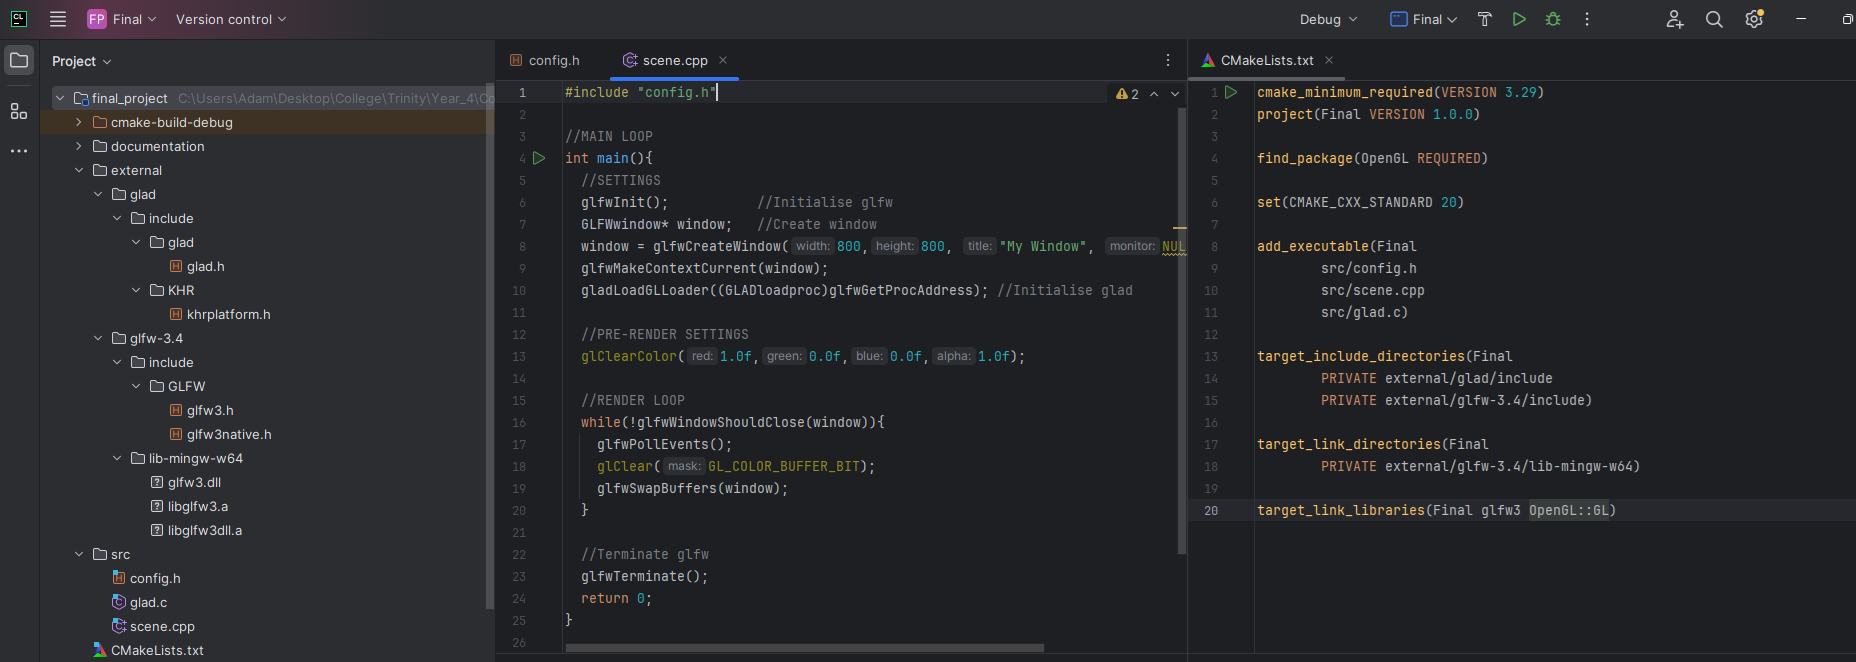 CL FP Final Version control Debug Final
Project
final_project C:\Users\Adam\Desktop\College\Trinity\Year_4\Co
cmake-build-debug
documentation
external
glad
include
glad
glad.h
KHR
khrplatform.h
glfw-3.4
include
GLFW
glfw3.h
glfw3native.h
lib-mingw-w64
glfw3.dll
libglfw3.a
libglfw3dll.a
src
config.h
glad.c
scene.cpp
CMakeLists.txt
config.h scene.cpp
2
1 #include "config.h"
2
3 //MAIN LOOP
4 int main(){
5 //SETTINGS
6 glfwInit(); //Initialise glfw
7 GLFWwindow* window; //Create window
8 window = glfwCreateWindow( width: 800, height: 800, title: "My Window", monitor: NUL
9 glfwMakeContextCurrent(window);
10 gladLoadGLLoader((GLADloadproc)glfwGetProcAddress); //Initialise glad
11
12 //PRE-RENDER SETTINGS
13 glClearColor( red: 1.0f, green: 0.0f, blue: 0.0f, alpha: 1.0f);
14
15 //RENDER LOOP
16 while(!glfwWindowShouldClose(window)){
17 glfwPollEvents();
18 glClear( mask: GL_COLOR_BUFFER_BIT);
19 glfwSwapBuffers(window);
20 }
21
22 //Terminate glfw
23 glfwTerminate();
24 return 0;
25 }
26
CMakeLists.txt
1 cmake_minimum_required(VERSION 3.29)
2 project(Final VERSION 1.0.0)
3
4 find_package(OpenGL REQUIRED)
5
6 set(CMAKE_CXX_STANDARD 20)
7
8 add_executable(Final
9 src/config.h
10 src/scene.cpp
11 src/glad.c)
12
13 target_include_directories(Final
14 PRIVATE external/glad/include
15 PRIVATE external/glfw-3.4/include)
16
17 target_link_directories(Final
18 PRIVATE external/glfw-3.4/lib-mingw-w64)
19
20 target_link_libraries(Final glfw3 OpenGL::GL)